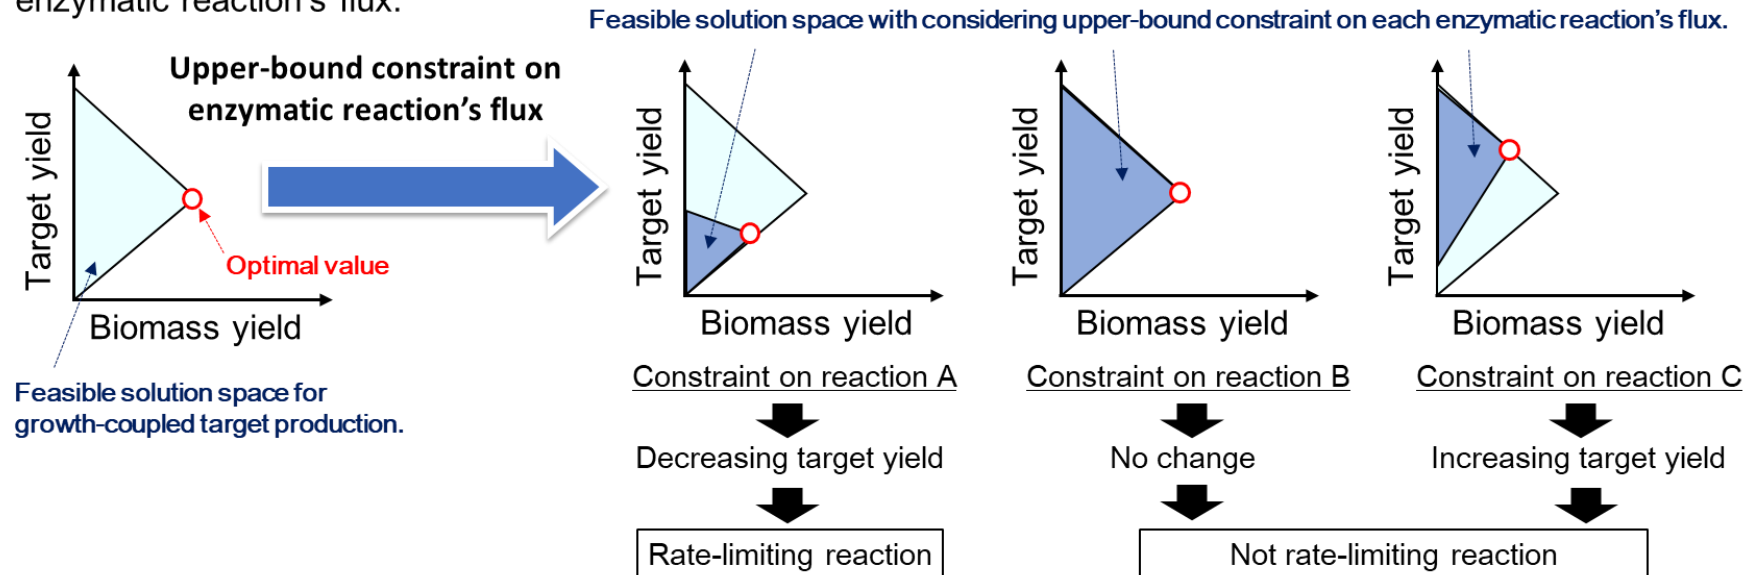 enzymatic reaction's flux.
Feasible solution space with considering upper-bound constraint on each enzymatic reaction's flux.
Upper-bound constraint on
enzymatic reaction's flux
Target yield
Optimal value
Biomass yield
Feasible solution space for
growth-coupled target production.
Target yield
Biomass yield
Constraint on reaction A
Decreasing target yield
Rate-limiting reaction
Target yield
Biomass yield
Constraint on reaction B
No change
Target yield
Biomass yield
Constraint on reaction C
Increasing target yield
Not rate-limiting reaction